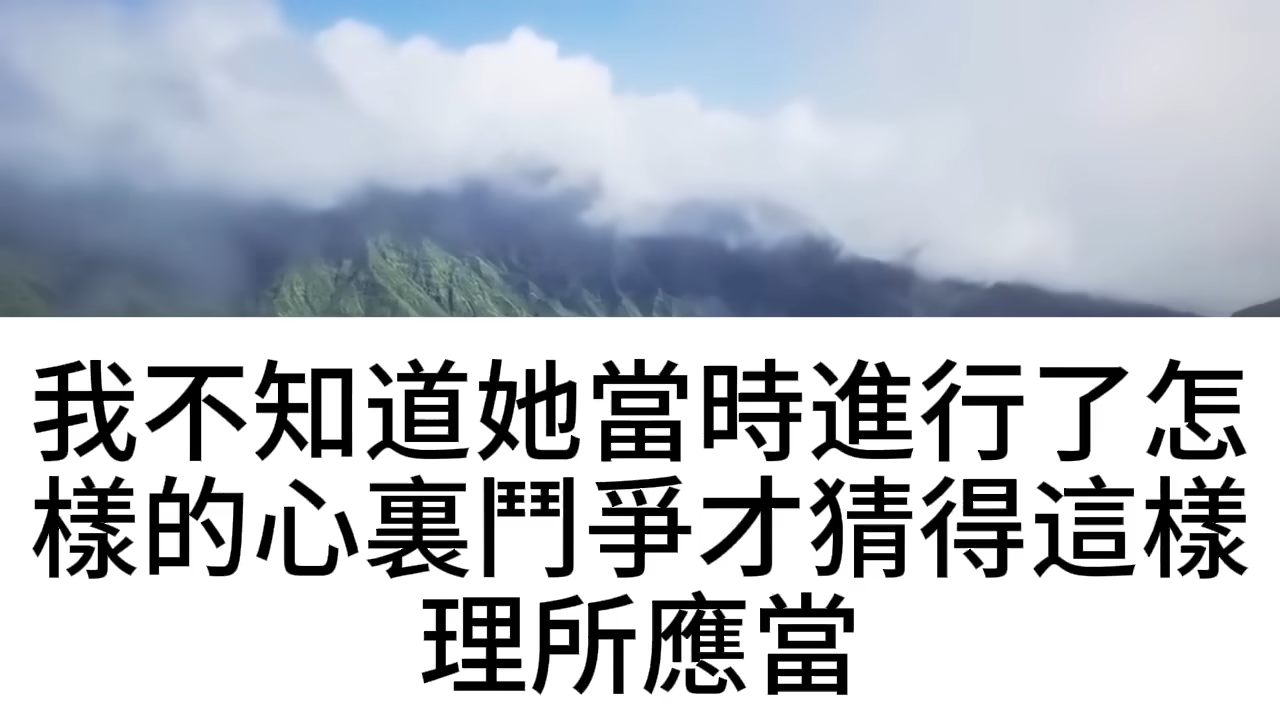 我不知道她當時進行了怎
樣的心裏鬥爭才猜得這樣
理所應當